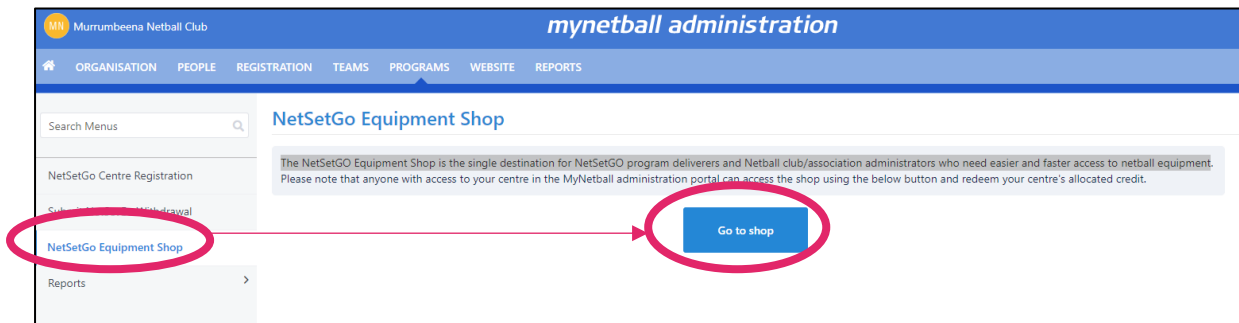 MN Murrumbeena Netball Club mynetball administration
ORGANISATION PEOPLE REGISTRATION TEAMS PROGRAMS WEBSITE REPORTS
Search Menus
NetSetGo Centre Registration
Withdrawal
NetSetGo Equipment Shop
Reports
NetSetGo Equipment Shop
The NetSetGO Equipment Shop is the single destination for NetSetGO program deliverers and Netball club/association administrators who need easier and faster access to netball equipment.
Please note that anyone with access to your centre in the MyNetball administration portal can access the shop using the below button and redeem your centre's allocated credit.
Go to shop